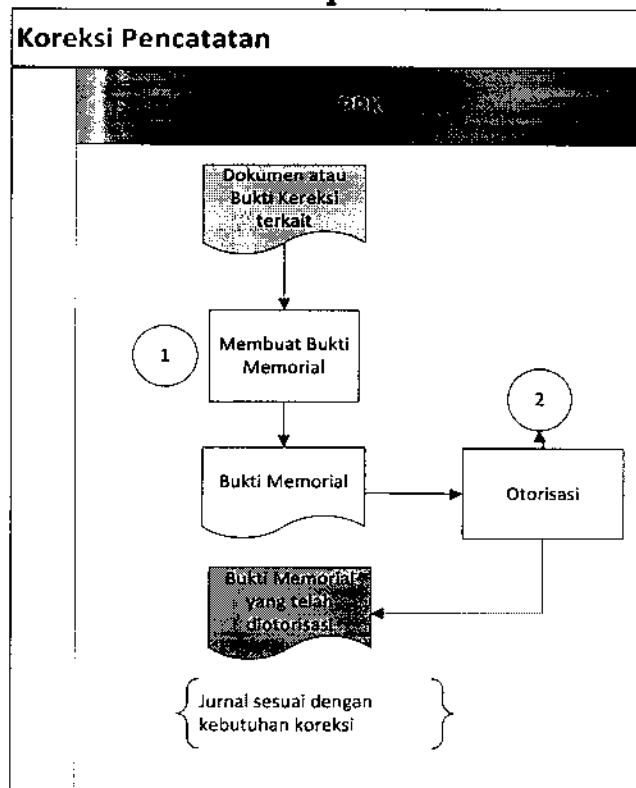 Koreksi Pencatatan
PPK
Dokumen atau
Bukti Kereksi
terkait
1
Membuat Bukti
Memorial
2
Bukti Memorial
Otorisasi
Bukti Memorial
yang telah
diotorisasi
Jurnal sesuai dengan
kebutuhan koreksi